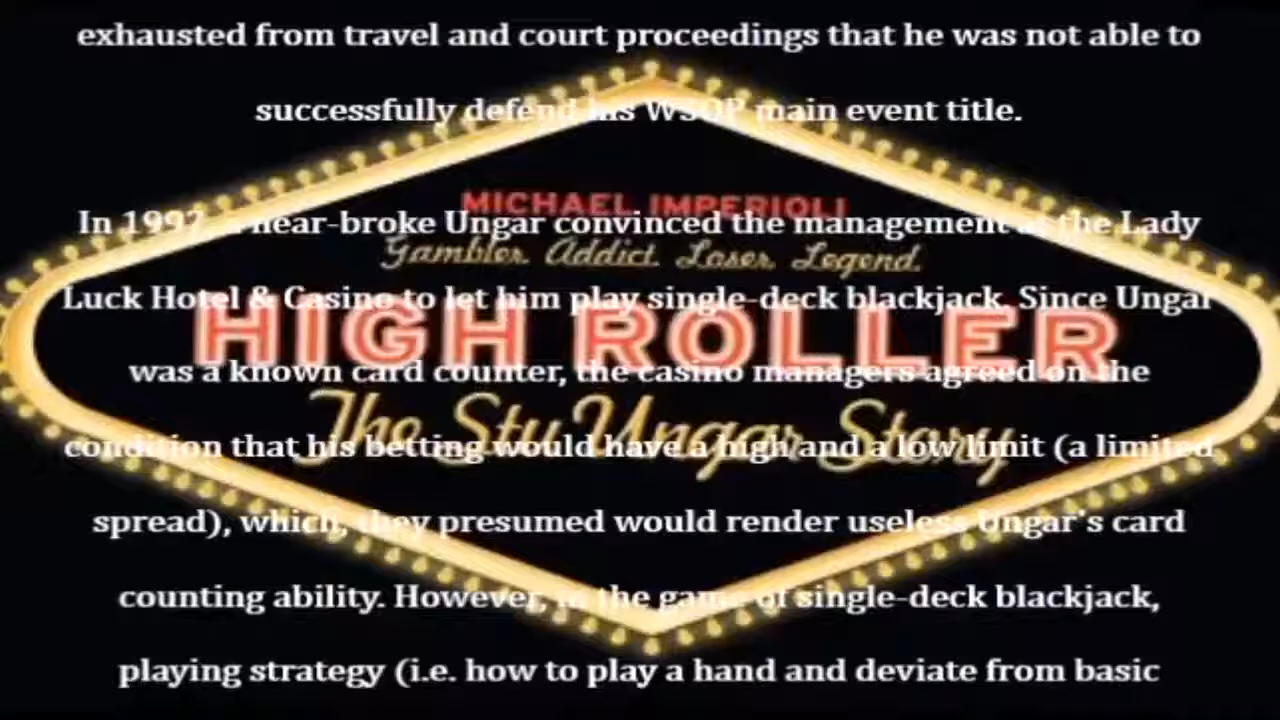 exhausted from travel and court proceedings that he was not able to
successfully defend his WSOP main event title.
MICHAEL IMPERIOLI
In 1997, a near-broke Ungar convinced the management at the Lady
Gambler. Addict. Loser. Legend.
Luck Hotel & Casino to let him play single-deck blackjack. Since Ungar
HIGH ROLLER
was a known card counter, the casino managers agreed on the
The Stu Ungar Story
condition that his betting would have a high and a low limit (a limited
spread), which, they presumed would render useless Ungar's card
counting ability. However, in the game of single-deck blackjack,
playing strategy (i.e. how to play a hand and deviate from basic